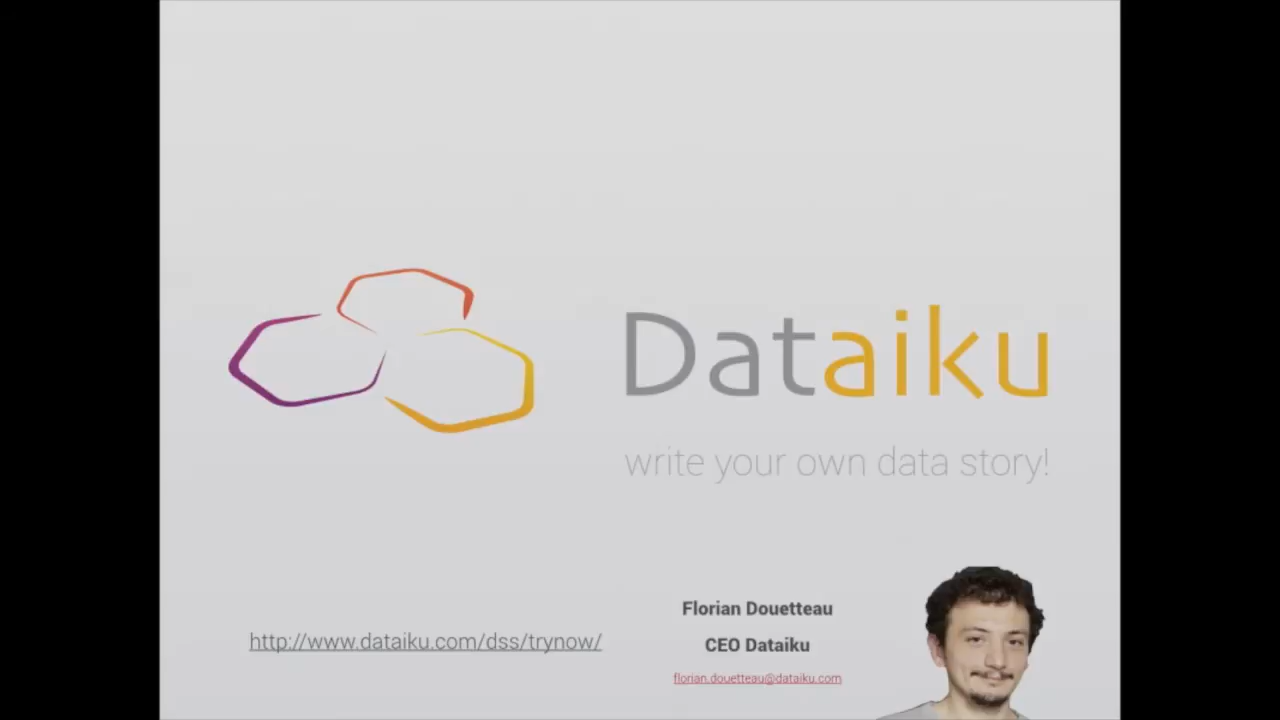 Dataiku
write your own data story!
Florian Douetteau
http://www.dataiku.com/dss/trynow/
CEO Dataiku
florian.douetteau@dataiku.com